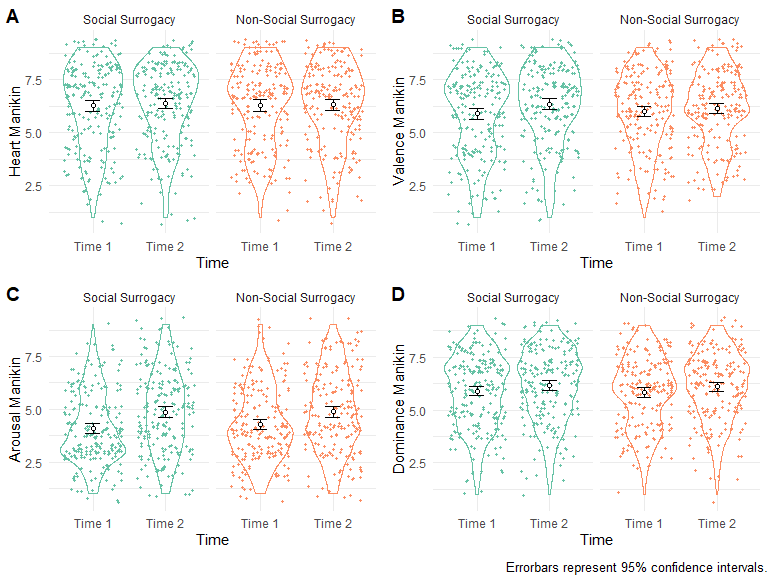 A
Social Surrogacy
Non-Social Surrogacy
Heart Manikin
7.5
5.0
2.5
Time 1
Time 2
Time 1
Time 2
Time
B
Social Surrogacy
Non-Social Surrogacy
Valence Manikin
7.5
5.0
2.5
Time 1
Time 2
Time 1
Time 2
Time
C
Social Surrogacy
Non-Social Surrogacy
Arousal Manikin
7.5
5.0
2.5
Time 1
Time 2
Time 1
Time 2
Time
D
Social Surrogacy
Non-Social Surrogacy
Dominance Manikin
7.5
5.0
2.5
Time 1
Time 2
Time 1
Time 2
Time
Errorbars represent 95% confidence intervals.